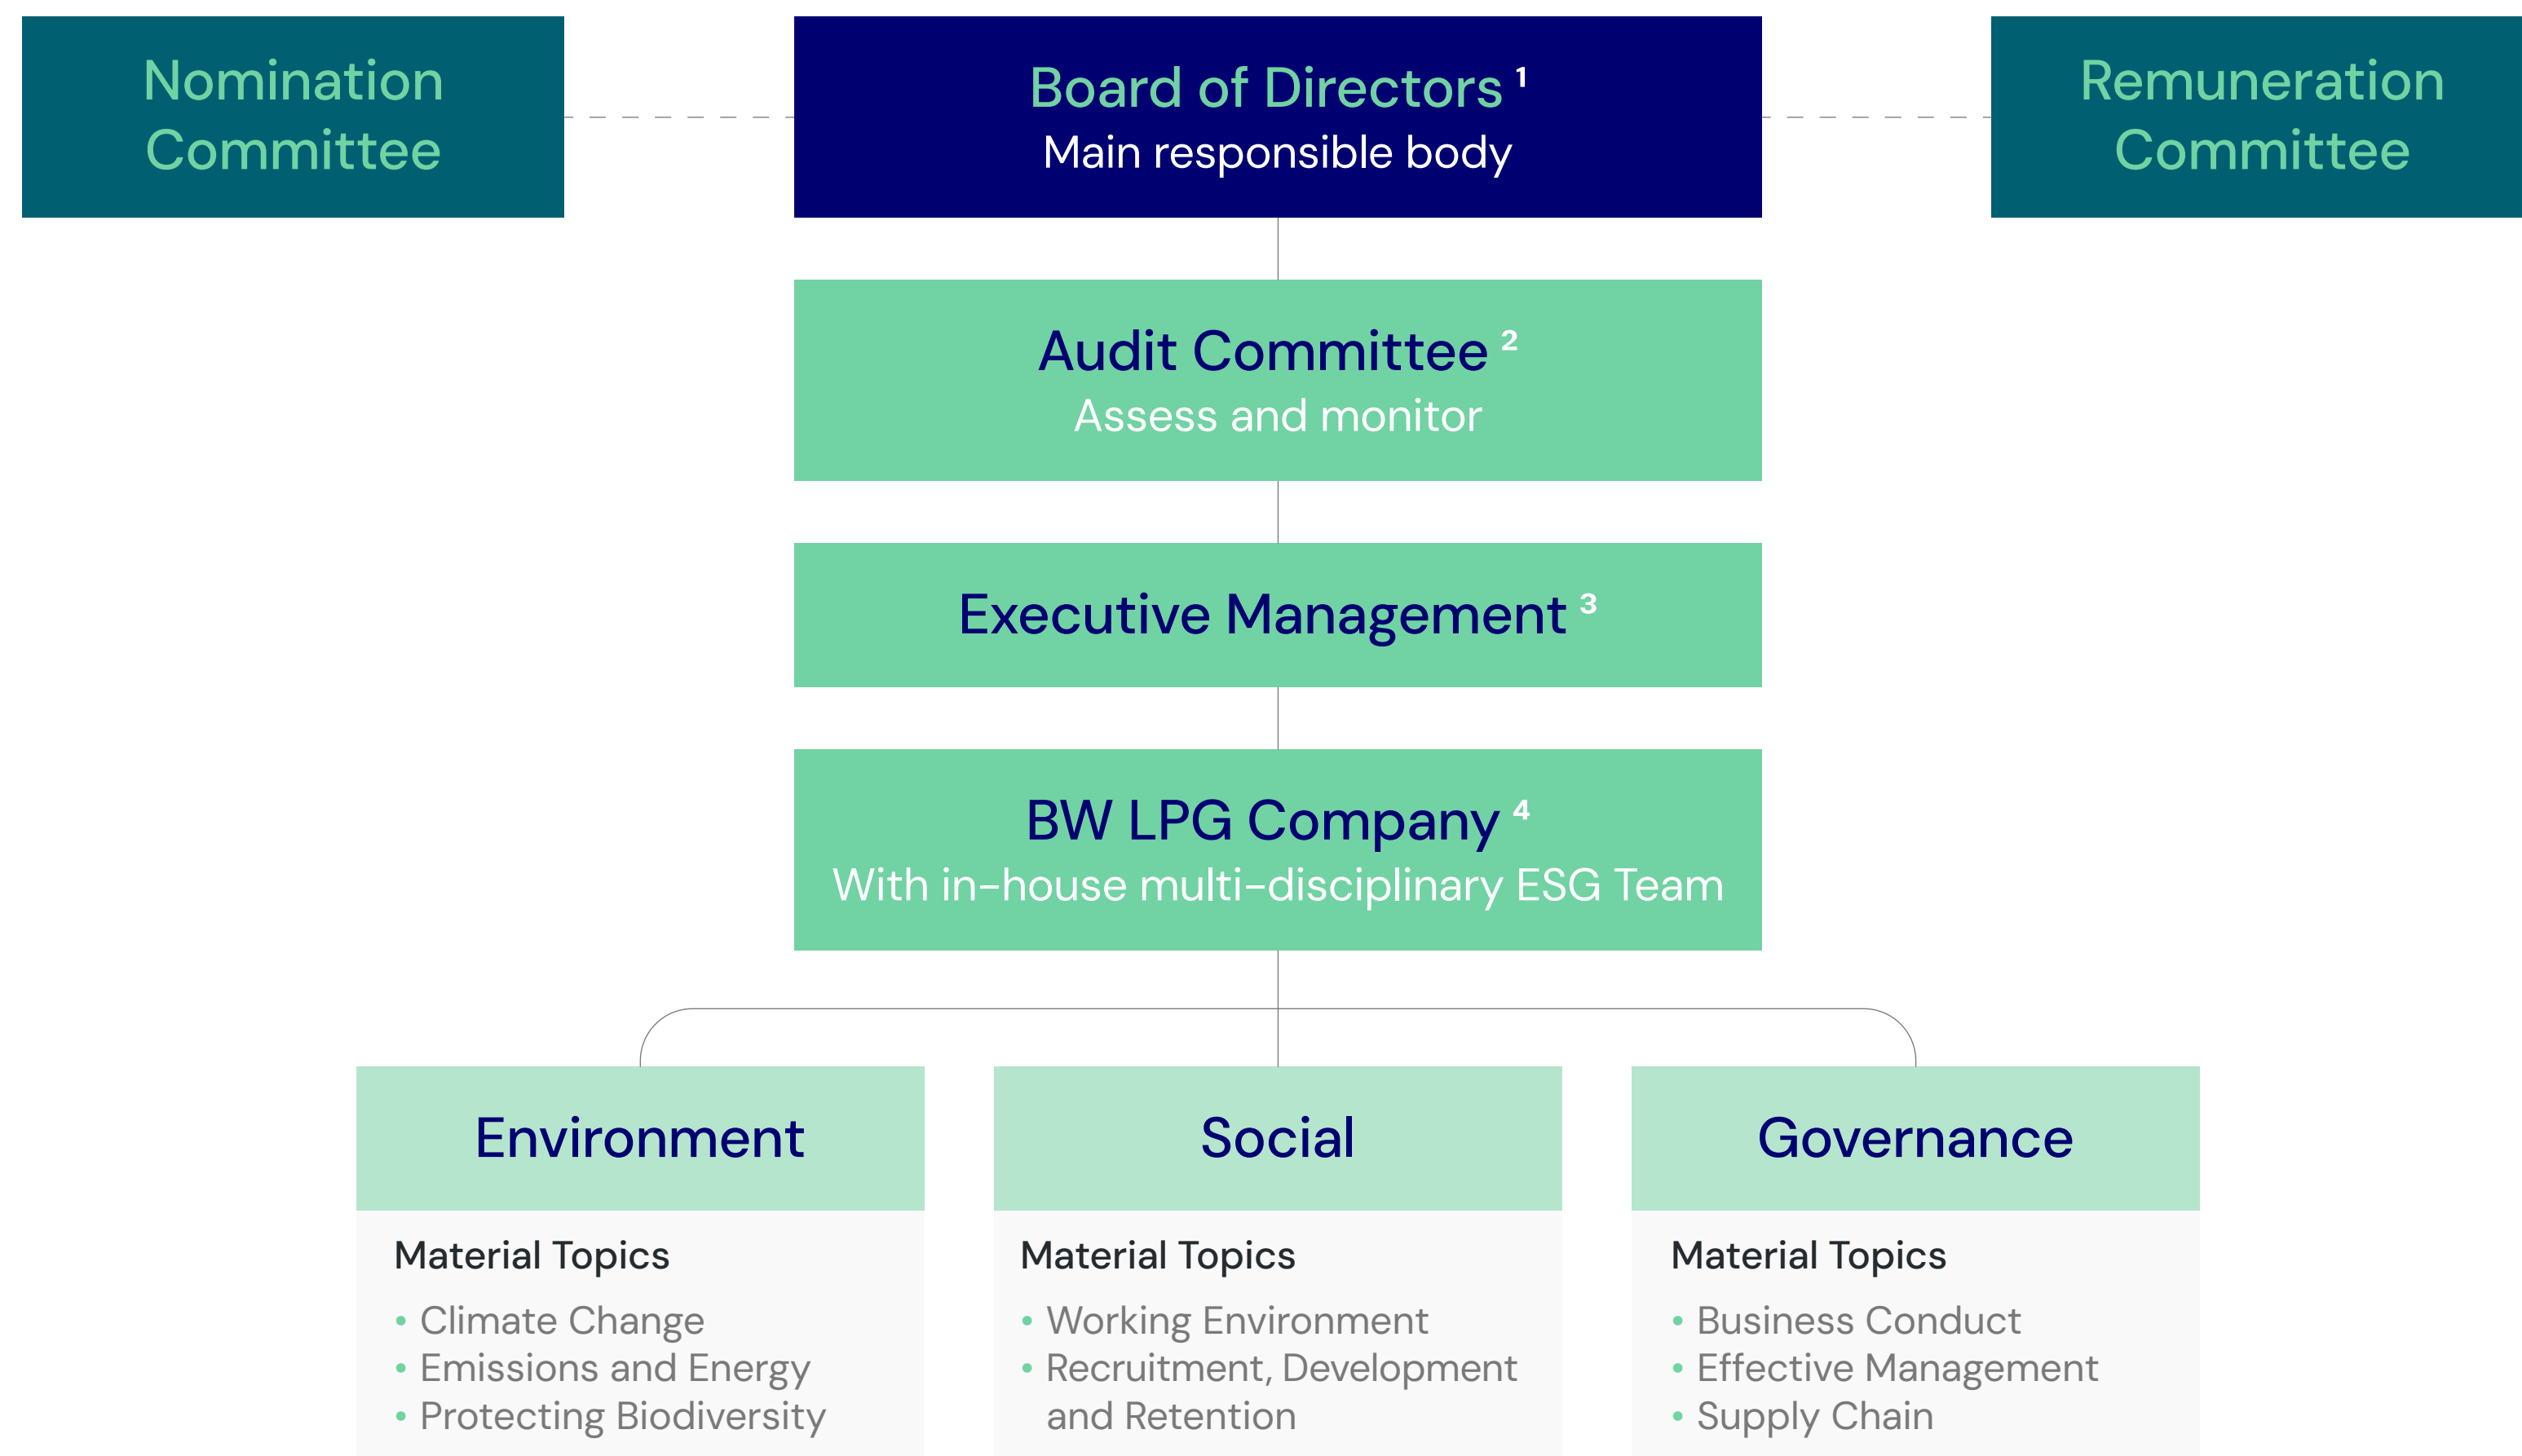 Nomination
Committee
Board of Directors ¹
Main responsible body
Remuneration
Committee
Audit Committee ²
Assess and monitor
Executive Management ³
BW LPG Company ⁴
With in-house multi-disciplinary ESG Team
Environment
Material Topics
• Climate Change
• Emissions and Energy
• Protecting Biodiversity
Social
Material Topics
• Working Environment
• Recruitment, Development
and Retention
Governance
Material Topics
• Business Conduct
• Effective Management
• Supply Chain